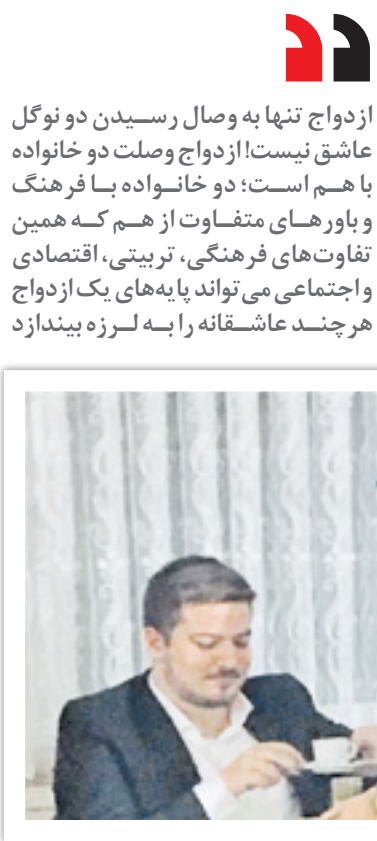 ازدواج تنها به وصال رسیدن دو نوگل
عاشق نیست! ازدواج وصلت دو خانواده
با هم است؛ دو خانواده با فرهنگ
و باورهای متفاوت از هم که همین
تفاوت‌های فرهنگی، تربیتی، اقتصادی
و اجتماعی می‌تواند پایه‌های یک ازدواج
هرچند عاشقانه را به لرزه بیندازد